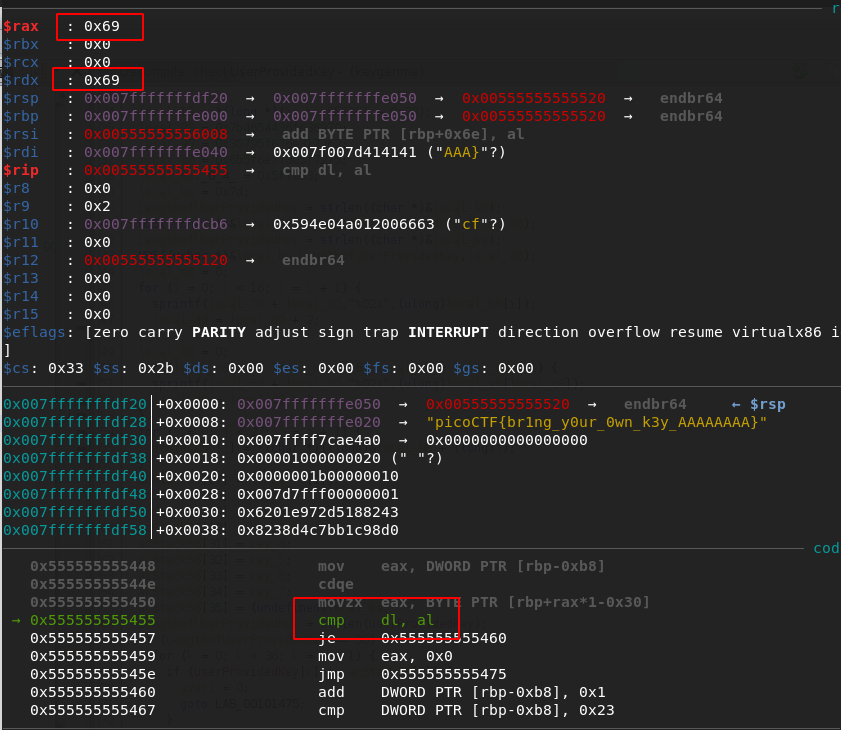 r
$rax : 0x69
$rbx : 0x0
$rcx : 0x0
$rdx : 0x69
$rsp : 0x007fffffffdf20 → 0x007fffffffe050 → 0x00555555555520 → endbr64
$rbp : 0x007fffffffe000 → 0x007fffffffe050 → 0x00555555555520 → endbr64
$rsi : 0x00555555556008 → add BYTE PTR [rbp+0x6e], al
$rdi : 0x007fffffffe040 → 0x007f007d414141 ("AAA}"?)
$rip : 0x00555555555455 → cmp dl, al
$r8 : 0x0
$r9 : 0x2
$r10 : 0x007fffffffdcb6 → 0x594e04a012006663 ("cf"?)
$r11 : 0x0
$r12 : 0x00555555555120 → endbr64
$r13 : 0x0
$r14 : 0x0
$r15 : 0x0
$eflags: [zero carry PARITY adjust sign trap INTERRUPT direction overflow resume virtualx86 i
]
$cs: 0x33 $ss: 0x2b $ds: 0x00 $es: 0x00 $fs: 0x00 $gs: 0x00
0x007fffffffdf20│+0x0000: 0x007fffffffe050 → 0x00555555555520 → endbr64 ← $rsp
0x007fffffffdf28│+0x0008: 0x007fffffffe020 → "picoCTF{br1ng_y0ur_0wn_k3y_AAAAAAAA}"
0x007fffffffdf30│+0x0010: 0x007ffff7cae4a0 → 0x0000000000000000
0x007fffffffdf38│+0x0018: 0x00001000000020 (" "?)
0x007fffffffdf40│+0x0020: 0x0000001b00000010
0x007fffffffdf48│+0x0028: 0x007d7fff00000001
0x007fffffffdf50│+0x0030: 0x6201e972d5188243
0x007fffffffdf58│+0x0038: 0x8238d4c7bb1c98d0
cod
0x555555555448 mov eax, DWORD PTR [rbp-0xb8]
0x55555555544e cdqe
0x555555555450 movzx eax, BYTE PTR [rbp+rax*1-0x30]
→ 0x555555555455 cmp dl, al
0x555555555457 je 0x555555555460
0x555555555459 mov eax, 0x0
0x55555555545e jmp 0x555555555475
0x555555555460 add DWORD PTR [rbp-0xb8], 0x1
0x555555555467 cmp DWORD PTR [rbp-0xb8], 0x23